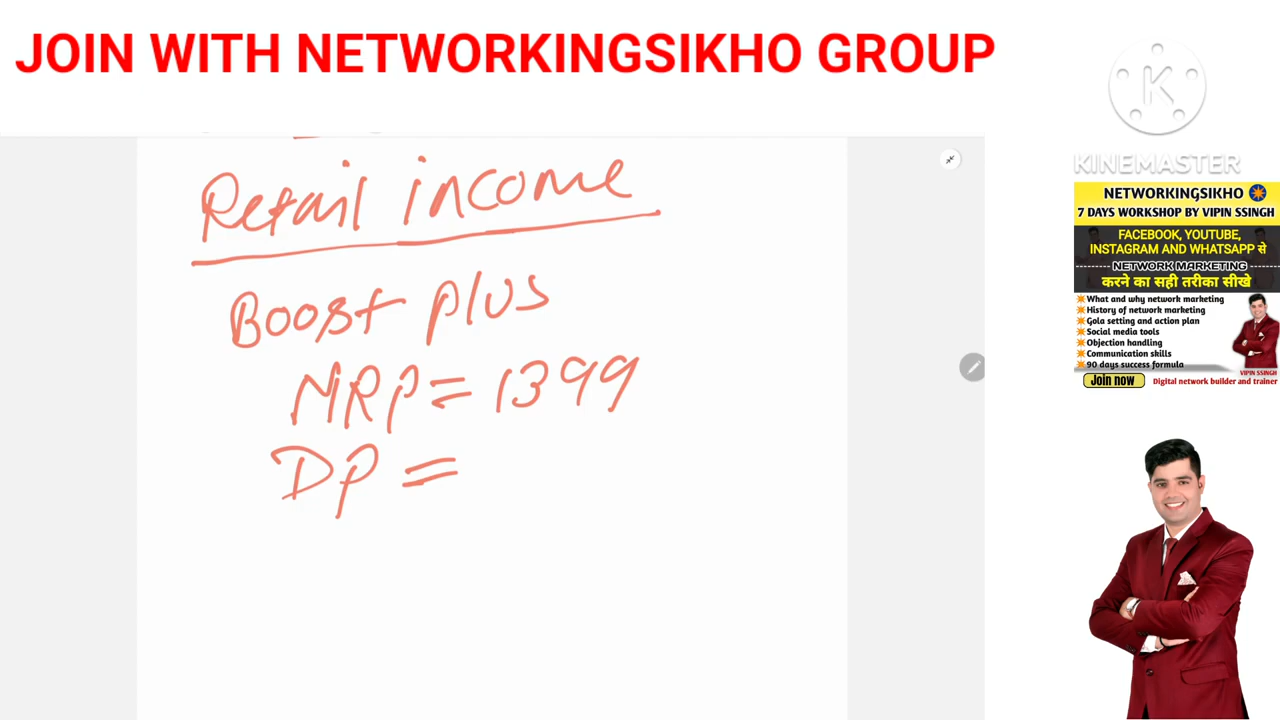 JOIN WITH NETWORKINGSIKHO GROUP
Retail income
Boost plus
MRP = 1399
DP =
K
KINEMASTER
NETWORKINGSIKHO
7 DAYS WORKSHOP BY VIPIN SSINGH
FACEBOOK, YOUTUBE,
INSTAGRAM AND WHATSAPP से
NETWORK MARKETING
करने का सही तरीका सीखे
What and why network marketing
History of network marketing
Gola setting and action plan
Social media tools
Objection handling
Communication skills
90 days success formula
VIPIN SSINGH
Join now
Digital network builder and trainer